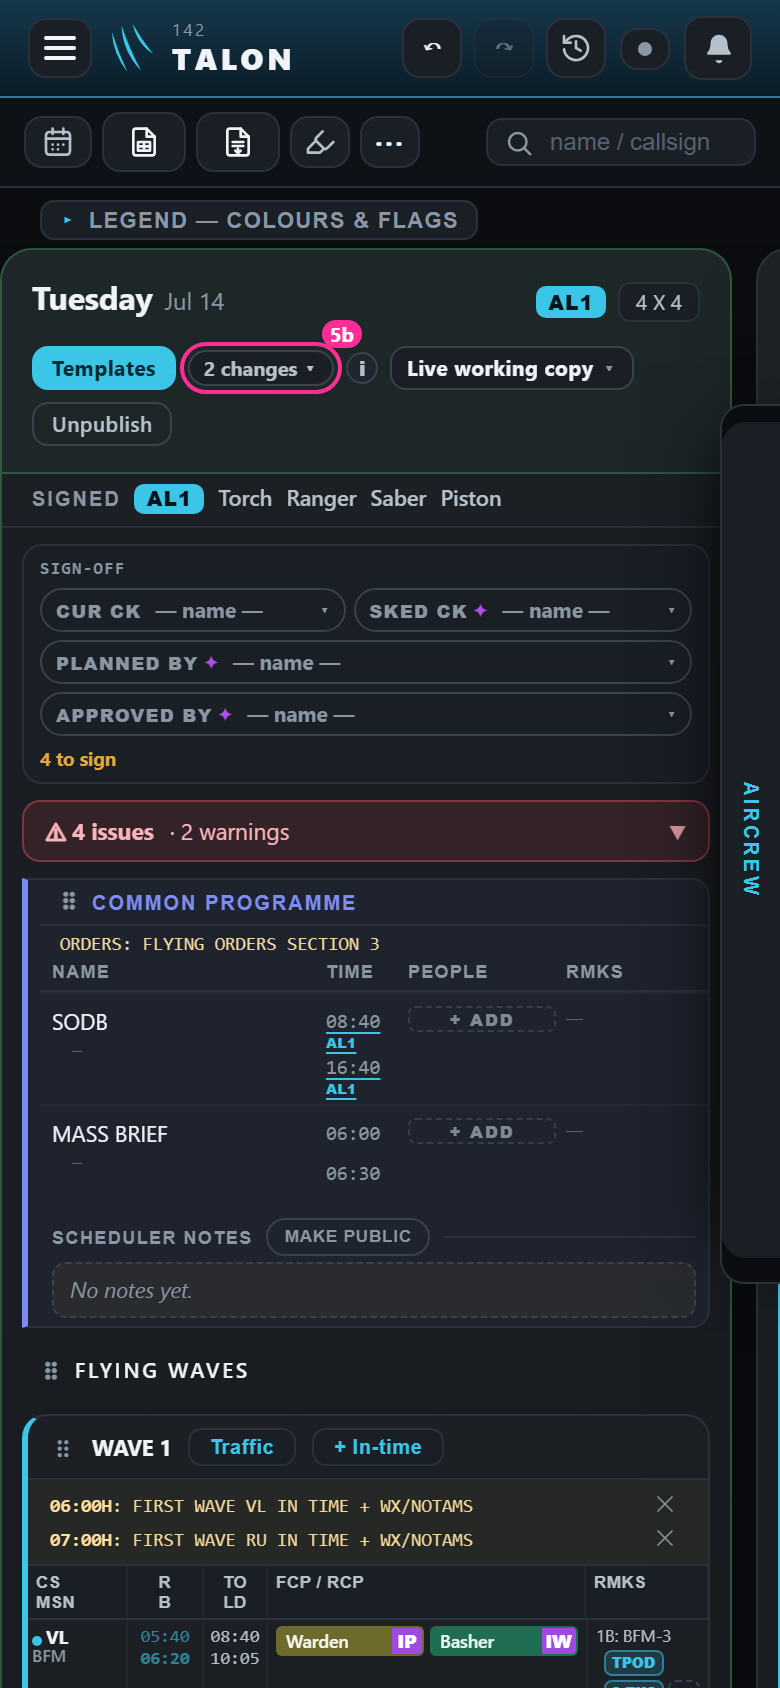 142
TALON
name / callsign
LEGEND — COLOURS & FLAGS
Tuesday Jul 14 AL1 4 X 4
5b
Templates 2 changes i Live working copy
Unpublish
SIGNED AL1 Torch Ranger Saber Piston
SIGN-OFF
CUR CK — name — SKED CK — name —
PLANNED BY — name —
APPROVED BY — name —
4 to sign
4 issues · 2 warnings
AIRCREW
COMMON PROGRAMME
ORDERS: FLYING ORDERS SECTION 3
NAME TIME PEOPLE RMKS
SODB 08:40 + ADD —
— AL1
16:40
AL1
MASS BRIEF 06:00 + ADD —
— 06:30
SCHEDULER NOTES MAKE PUBLIC
No notes yet.
FLYING WAVES
WAVE 1 Traffic + In-time
06:00H: FIRST WAVE VL IN TIME + WX/NOTAMS
07:00H: FIRST WAVE RU IN TIME + WX/NOTAMS
CS R TO FCP / RCP RMKS
MSN B LD
VL 05:40 08:40 Warden IP Basher IW 1B: BFM-3
BFM 06:20 10:05 TPOD